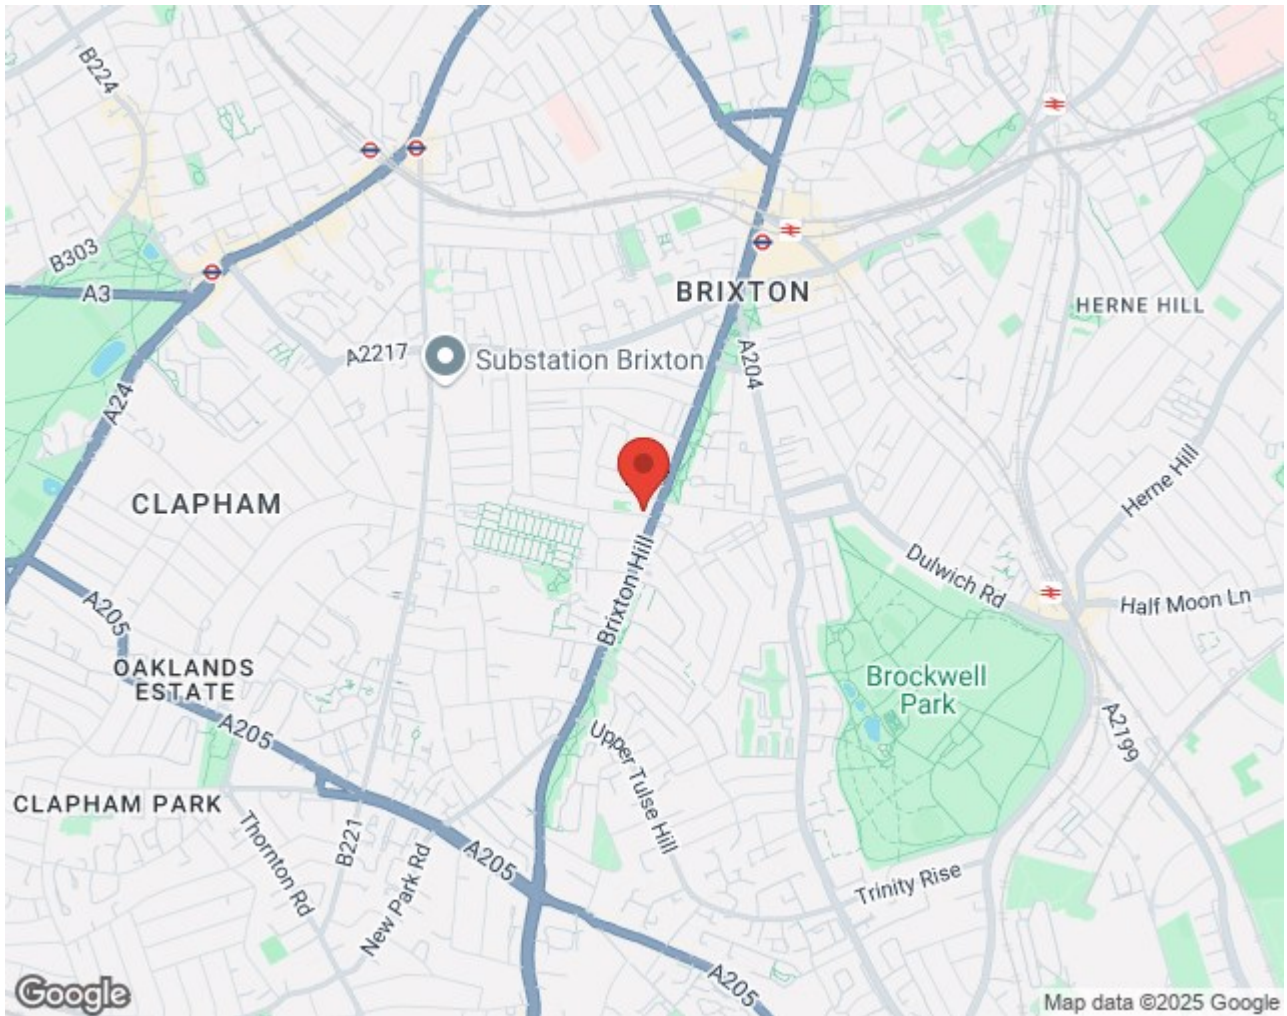 B224
B303
A3
BRIXTON
HERNE HILL
A2217
Substation Brixton
A204
A24
CLAPHAM
Herne Hill
Brixton Hill
Dulwich Rd
Half Moon Ln
A205
OAKLANDS
ESTATE
A205
Brockwell
Park
A2199
Upper Tulse Hill
CLAPHAM PARK
Thornton Rd
B221
New Park Rd
A205
Trinity Rise
A205
Google
Map data ©2025 Google